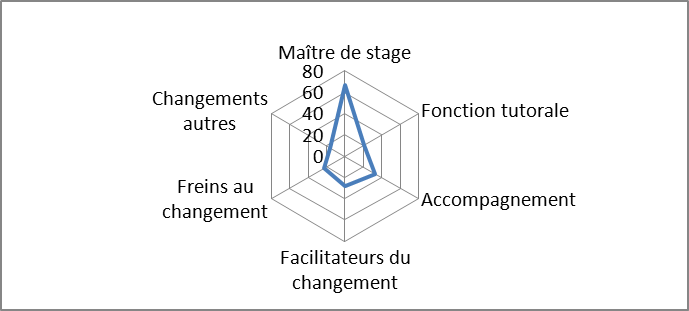 Maître de stage
80
60
40
20
0
Fonction tutorale
Accompagnement
Facilitateurs du
changement
Freins au
changement
Changements
autres